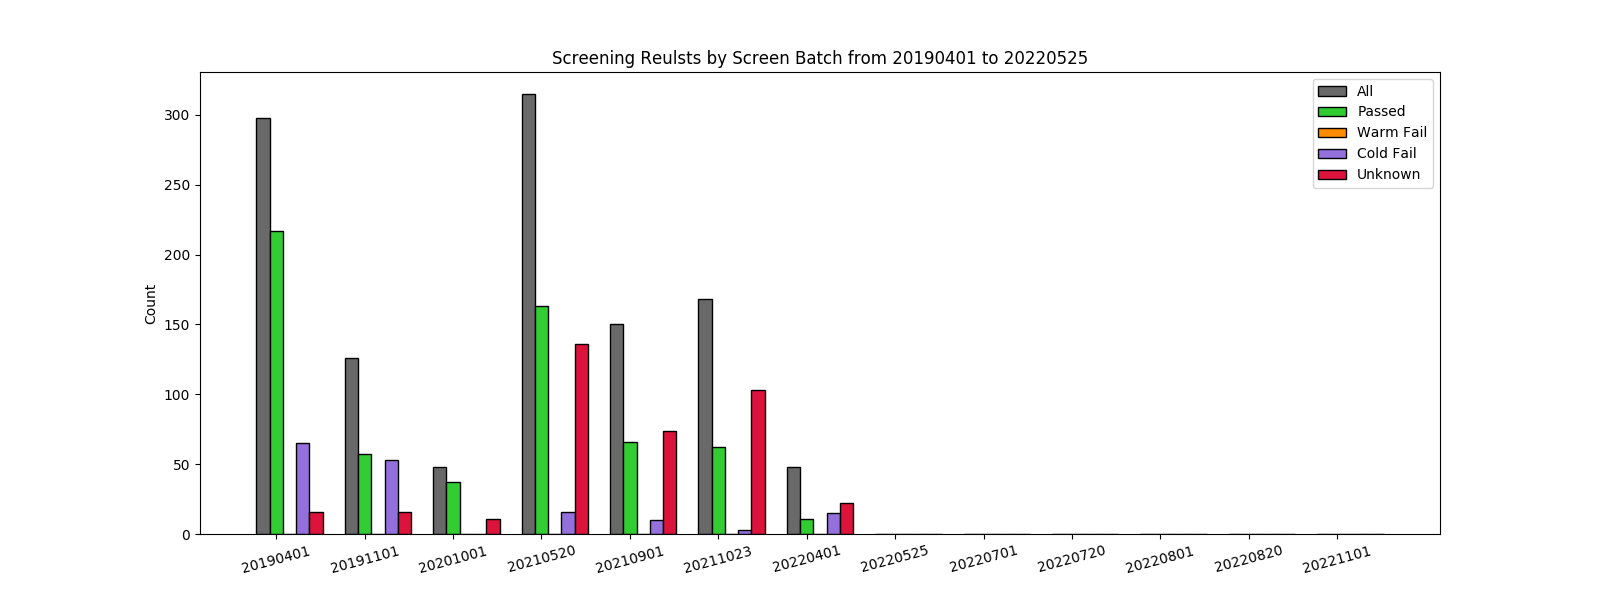 Screening Reulsts by Screen Batch from 20190401 to 20220525
All
Passed
Warm Fail
Cold Fail
Unknown
Count
300
250
200
150
100
50
0
20190401
20191101
20201001
20210520
20210901
20211023
20220401
20220525
20220701
20220720
20220801
20220820
20221101